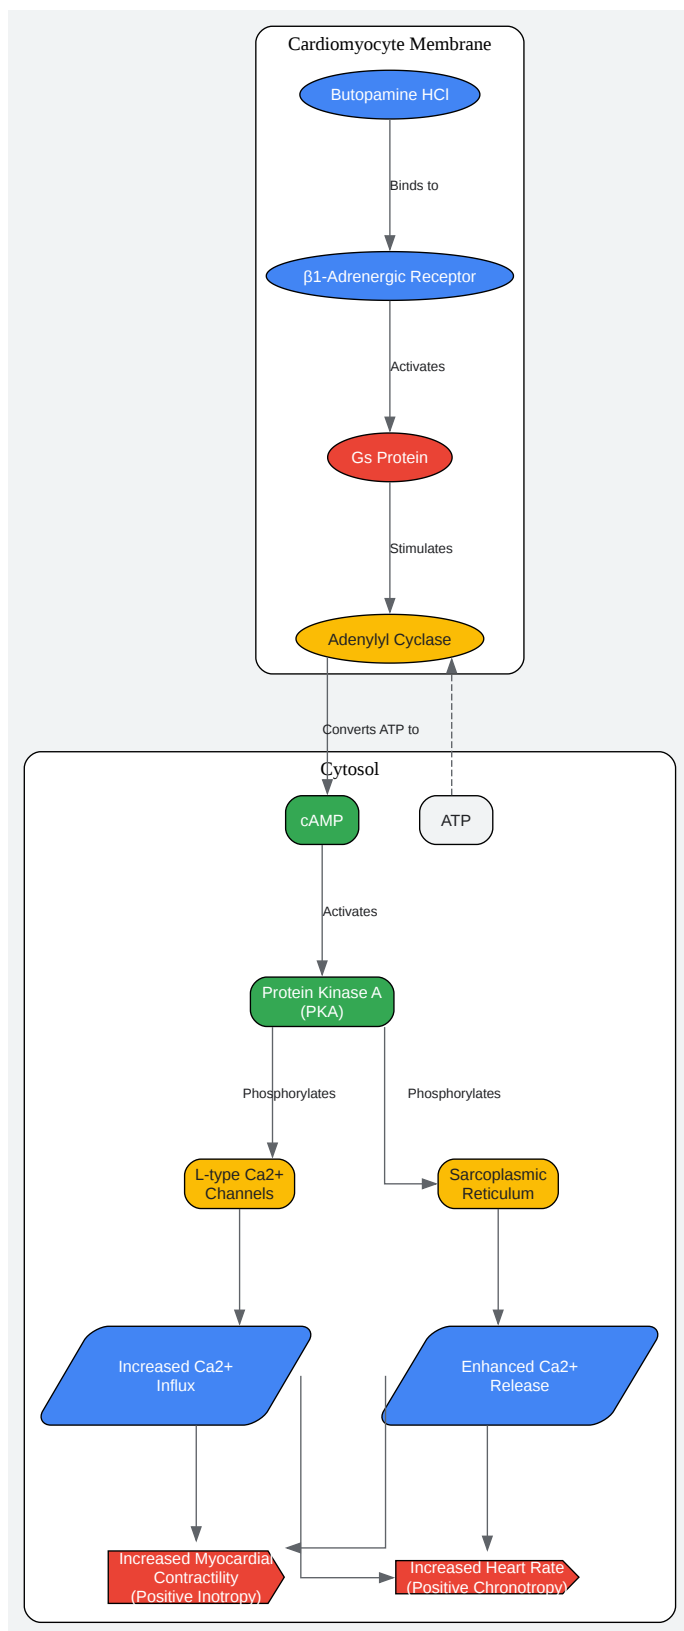 Cardiomyocyte Membrane
Butopamine HCl
Binds to
β1-Adrenergic Receptor
Activates
Gs Protein
Stimulates
Adenylyl Cyclase
Converts ATP to
Cytosol
cAMP
ATP
Activates
Protein Kinase A
(PKA)
Phosphorylates
Phosphorylates
L-type Ca2+
Channels
Sarcoplasmic
Reticulum
Increased Ca2+
Influx
Enhanced Ca2+
Release
Increased Myocardial
Contractility
(Positive Inotropy)
Increased Heart Rate
(Positive Chronotropy)